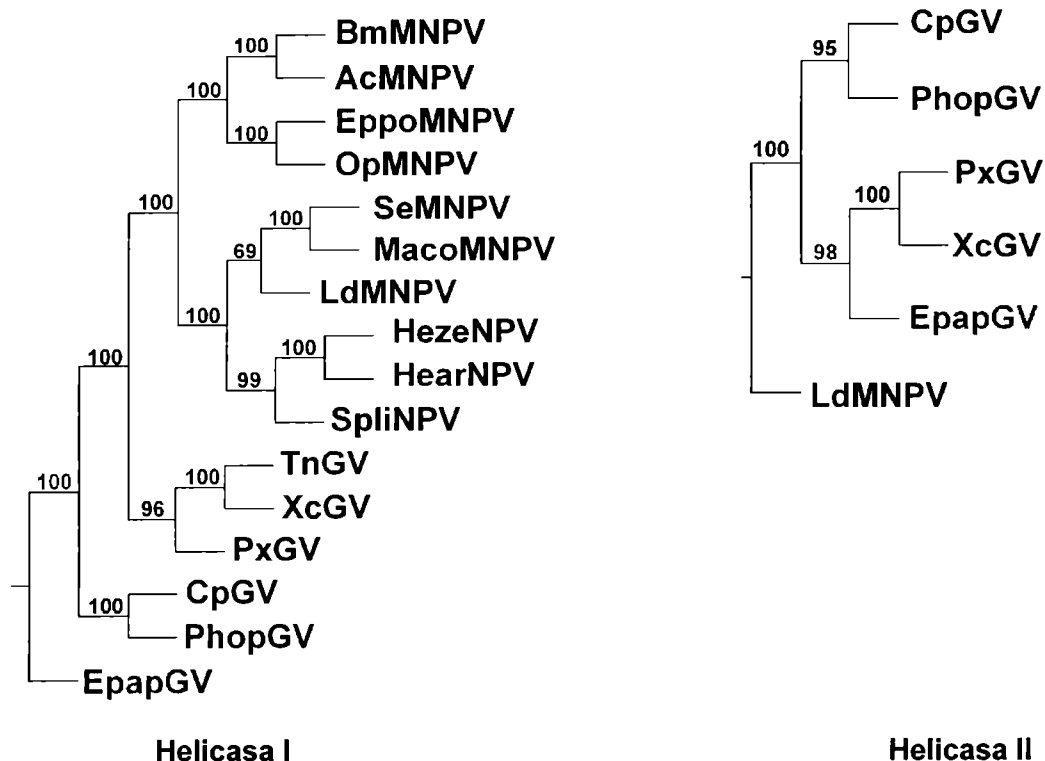 BmMNPV
100
AcMNPV
100
EppoMNPV
100
OpMNPV
100
SeMNPV
100
MacoMNPV
69
LdMNPV
100
HezeNPV
100
HearNPV
99
SpliNPV
100
TnGV
100
XcGV
96
PxGV
100
CpGV
100
PhopGV
EpapGV
Helicasa I
CpGV
95
PhopGV
100
PxGV
100
XcGV
98
EpapGV
LdMNPV
Helicasa II